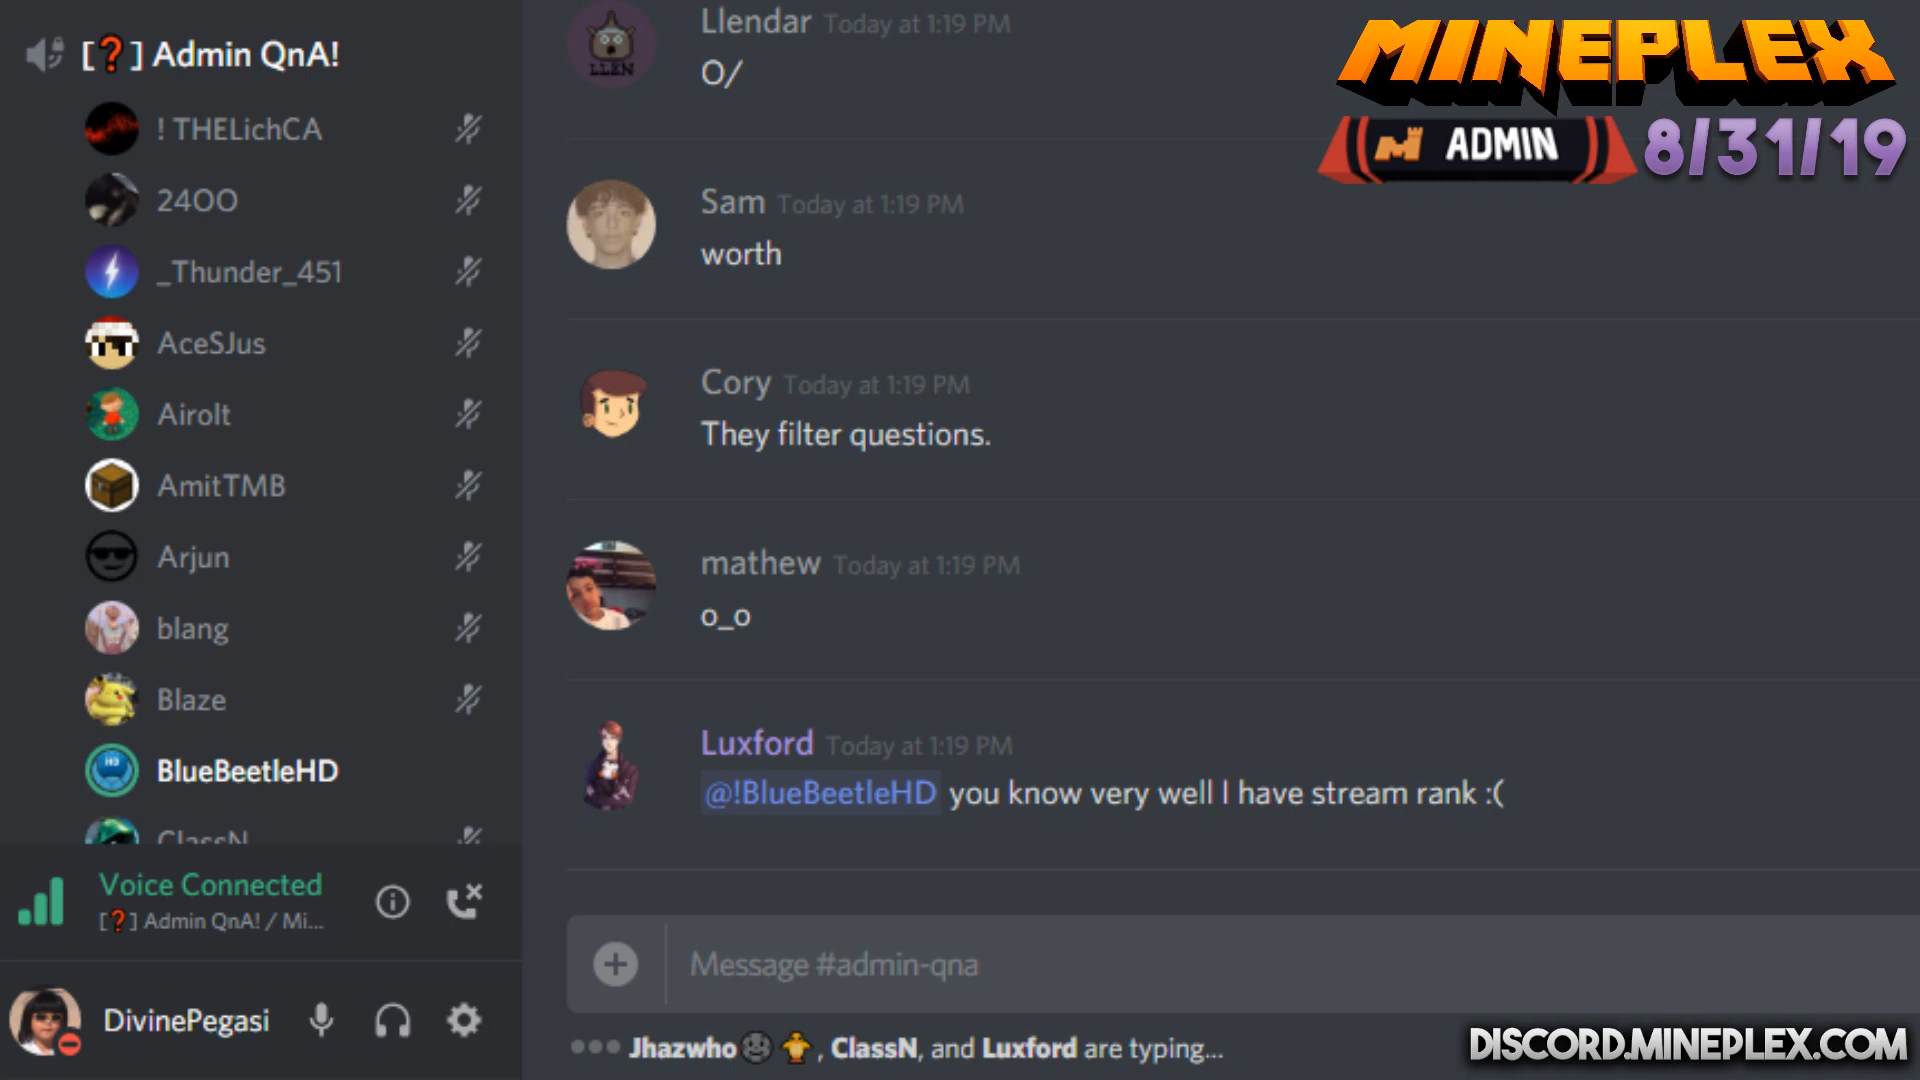 [❓] Admin QnA!
! THELichCA
24OO
_Thunder_451
AceSJus
Airolt
AmitTMB
Arjun
blang
Blaze
BlueBeetleHD
ClassN
Voice Connected
[❓] Admin QnA! / Mi...
DivinePegasi
Llendar Today at 1:19 PM
O/
LLEN
Sam Today at 1:19 PM
worth
Cory Today at 1:19 PM
They filter questions.
mathew Today at 1:19 PM
o_o
Luxford Today at 1:19 PM
@!BlueBeetleHD you know very well I have stream rank :(
Message #admin-qna
Jhazwho, ClassN, and Luxford are typing...
MINEPLEX
ADMIN 8/31/19
DISCORD.MINEPLEX.COM